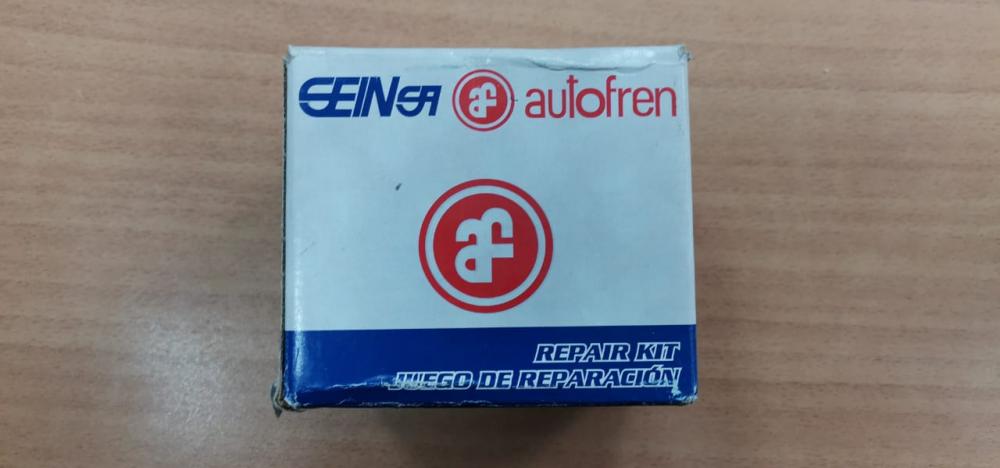 SEINSA af autofren
af
REPAIR KIT
JUEGO DE REPARACIÓN